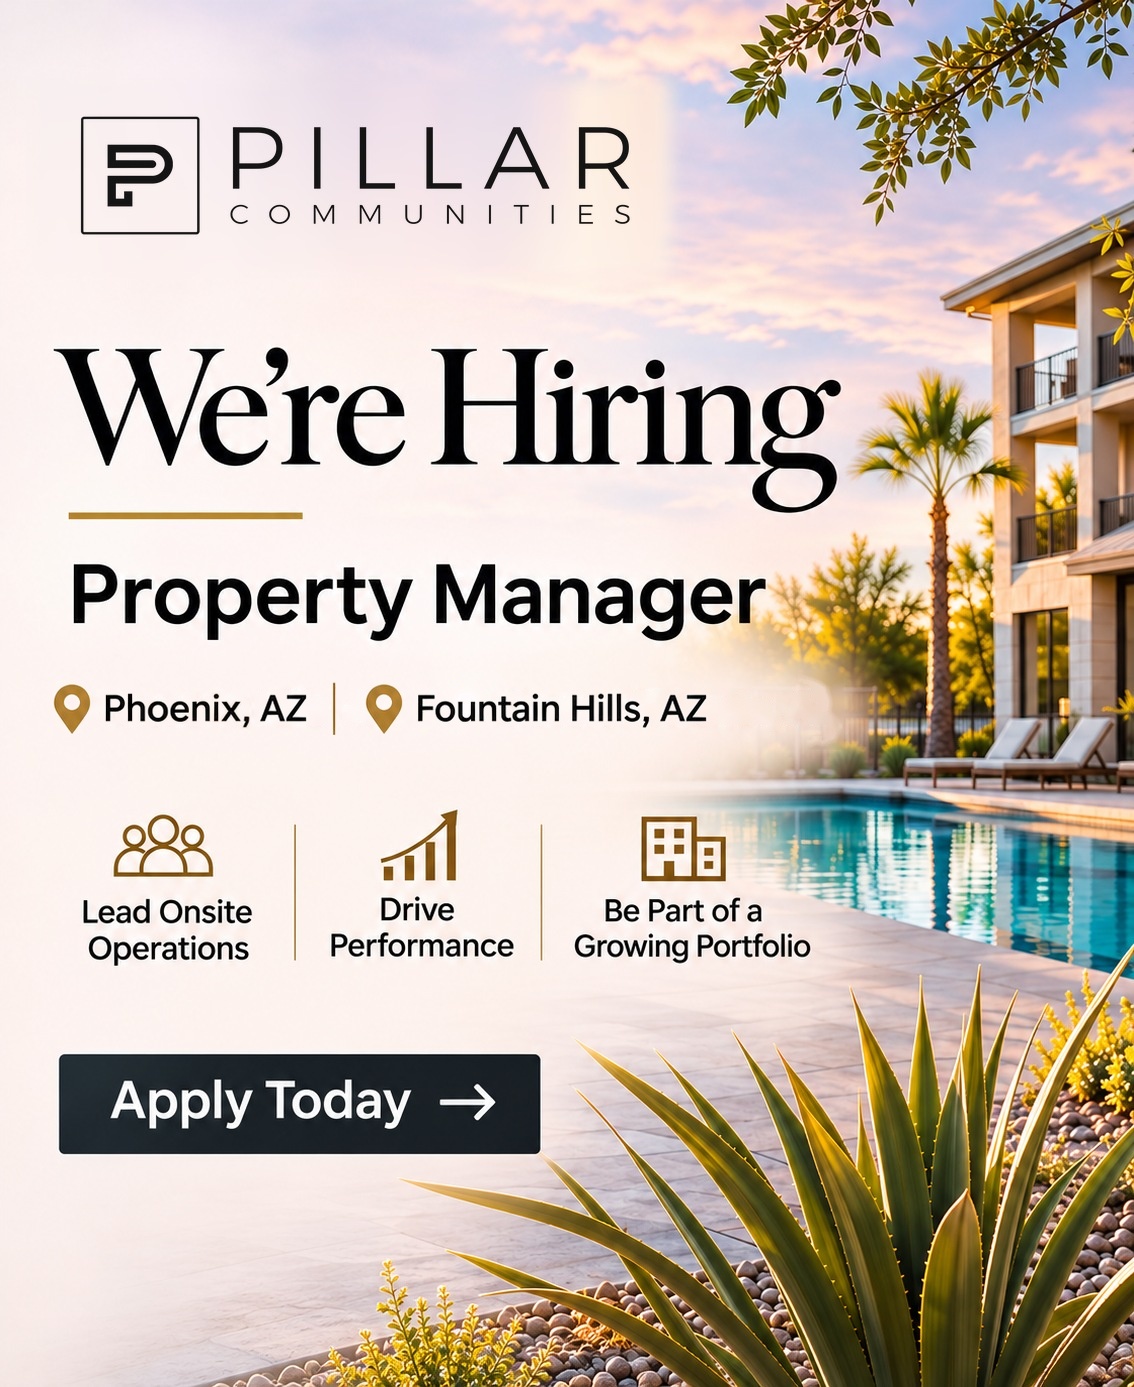 PILLAR
COMMUNITIES
We're Hiring
Property Manager
Phoenix, AZ
Fountain Hills, AZ
Lead Onsite
Operations
Drive
Performance
Be Part of a
Growing Portfolio
Apply Today →